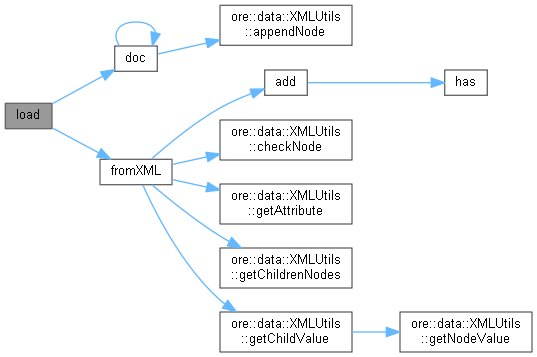 load
doc
ore::data::XMLUtils
::appendNode
fromXML
add
has
ore::data::XMLUtils
::checkNode
ore::data::XMLUtils
::getAttribute
ore::data::XMLUtils
::getChildrenNodes
ore::data::XMLUtils
::getChildValue
ore::data::XMLUtils
::getNodeValue